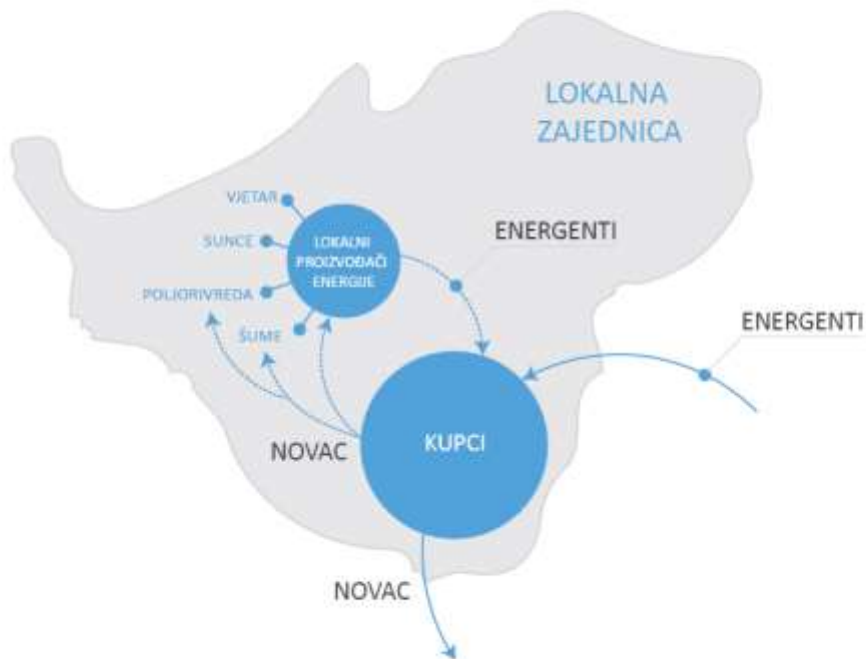 LOKALNA
ZAJEDNICA
VJETAR
SUNCE
POLJORIVREDA
ŠUME
LOKALNI
PROIZVOĐAČI
ENERGIJE
ENERGENTI
ENERGENTI
KUPCI
NOVAC
NOVAC